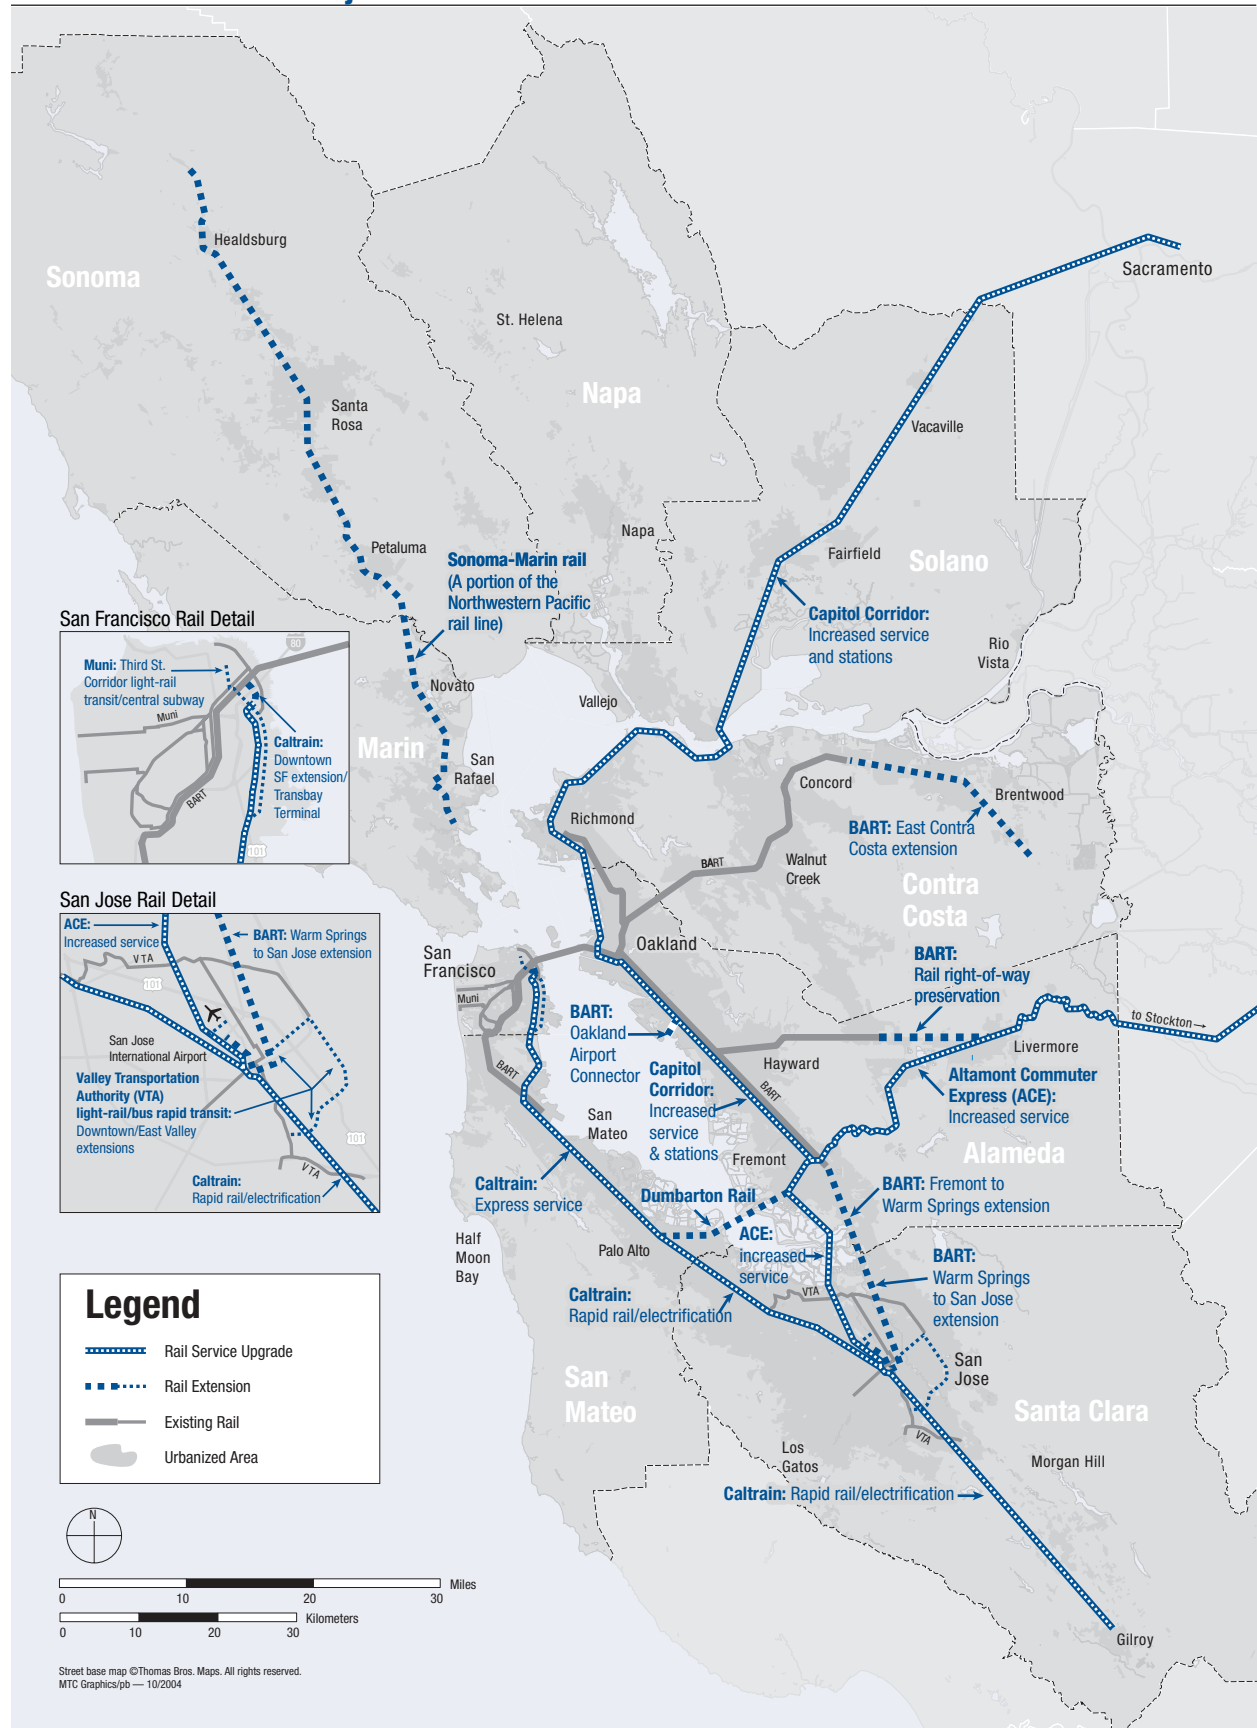 Healdsburg
Sonoma
Sacramento
St. Helena
Napa
Santa
Rosa
Vacaville
Napa
Petaluma
Fairfield
Solano
Sonoma-Marin rail
(A portion of the
Northwestern Pacific
rail line)
Capitol Corridor:
Increased service
and stations
Rio
Vista
San Francisco Rail Detail
80
Muni: Third St.
Corridor light-rail
transit/central subway
Muni
Caltrain:
Downtown
SF extension/
Transbay
Terminal
BART
101
Novato
Vallejo
Marin
San
Rafael
Concord
Brentwood
Richmond
BART: East Contra
Costa extension
BART
Walnut
Creek
Contra
Costa
San Jose Rail Detail
ACE:
Increased service
BART: Warm Springs
to San Jose extension
VTA
101
San Jose
International Airport
Valley Transportation
Authority (VTA)
light-rail/bus rapid transit:
Downtown/East Valley
extensions
101
VTA
Caltrain:
Rapid rail/electrification
San
Francisco
Oakland
Muni
BART:
Rail right-of-way
preservation
BART:
Oakland
Airport
Connector
to Stockton
Livermore
Hayward
BART
Capitol
Corridor:
Increased
service
& stations
BART
Altamont Commuter
Express (ACE):
Increased service
San
Mateo
Fremont
Alameda
Caltrain:
Express service
Dumbarton Rail
BART: Fremont to
Warm Springs extension
Half
Moon
Bay
Palo Alto
ACE:
increased
service
BART:
Warm Springs
to San Jose
extension
Caltrain:
Rapid rail/electrification
VTA
San
Jose
San
Mateo
Santa Clara
VTA
Los
Gatos
Morgan Hill
Caltrain: Rapid rail/electrification
Gilroy
Legend
Rail Service Upgrade
Rail Extension
Existing Rail
Urbanized Area
N
Miles
0 10 20 30
Kilometers
0 10 20 30
Street base map ©Thomas Bros. Maps. All rights reserved.
MTC Graphics/pb — 10/2004